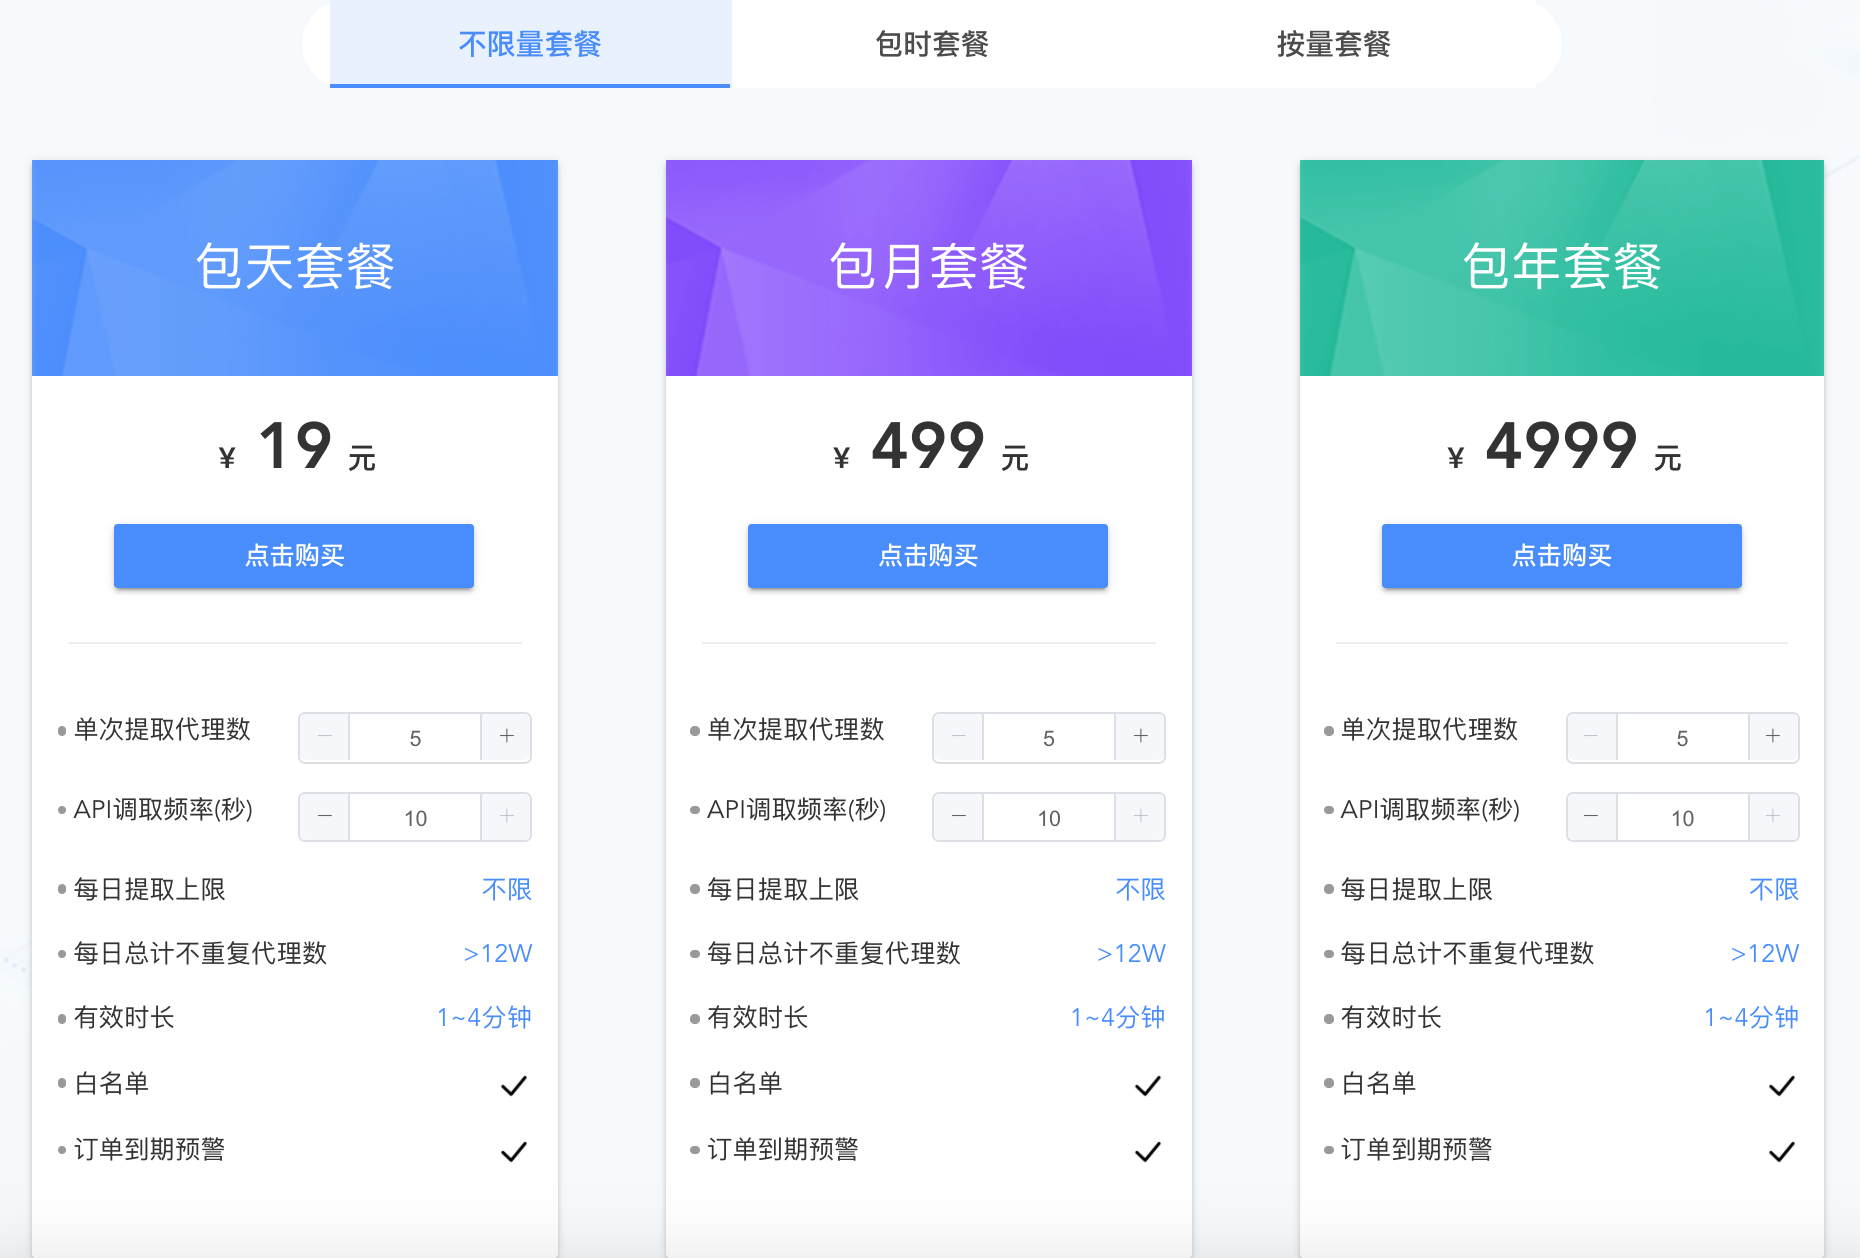 不限量套餐
包时套餐
按量套餐
包天套餐
¥ 19 元
点击购买
单次提取代理数 − 5 +
API调取频率(秒) − 10 +
每日提取上限 不限
每日总计不重复代理数 >12W
有效时长 1~4分钟
白名单
订单到期预警
包月套餐
¥ 499 元
点击购买
单次提取代理数 − 5 +
API调取频率(秒) − 10 +
每日提取上限 不限
每日总计不重复代理数 >12W
有效时长 1~4分钟
白名单
订单到期预警
包年套餐
¥ 4999 元
点击购买
单次提取代理数 − 5 +
API调取频率(秒) − 10 +
每日提取上限 不限
每日总计不重复代理数 >12W
有效时长 1~4分钟
白名单
订单到期预警